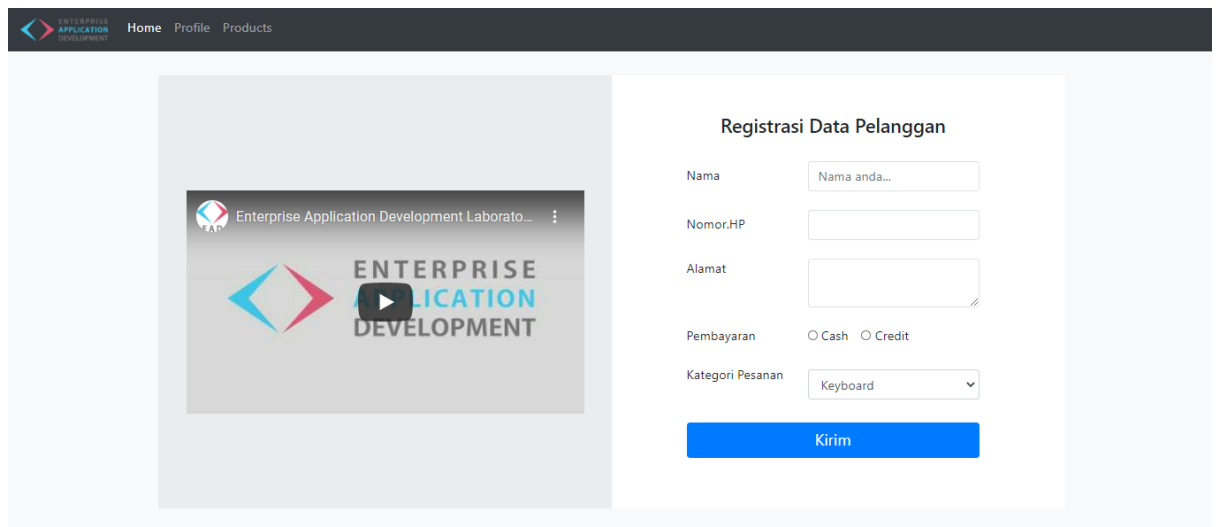 ENTERPRISE
APPLICATION
DEVELOPMENT
Home Profile Products
Enterprise Application Development Laborato...
EAD
ENTERPRISE
APPLICATION
DEVELOPMENT
Registrasi Data Pelanggan
Nama
Nama anda...
Nomor.HP
Alamat
Pembayaran
Cash Credit
Kategori Pesanan
Keyboard
Kirim